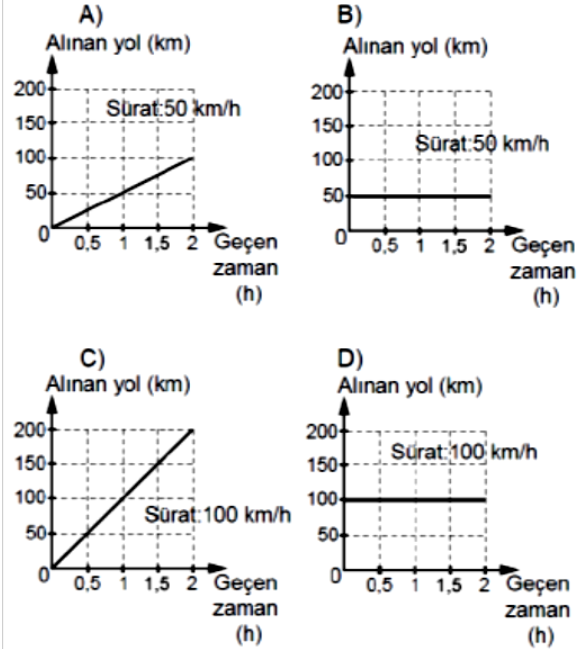 A)
Alınan yol (km)
200
150
100
50
0
Sürat:50 km/h
0,5 1 1,5 2 Geçen
zaman
(h)
B)
Alınan yol (km)
200
150
100
50
0
Sürat:50 km/h
0,5 1 1,5 2 Geçen
zaman
(h)
C)
Alınan yol (km)
200
150
100
50
0
Sürat:100 km/h
0,5 1 1,5 2 Geçen
zaman
(h)
D)
Alınan yol (km)
200
150
100
50
0
Sürat:100 km/h
0,5 1 1,5 2 Geçen
zaman
(h)